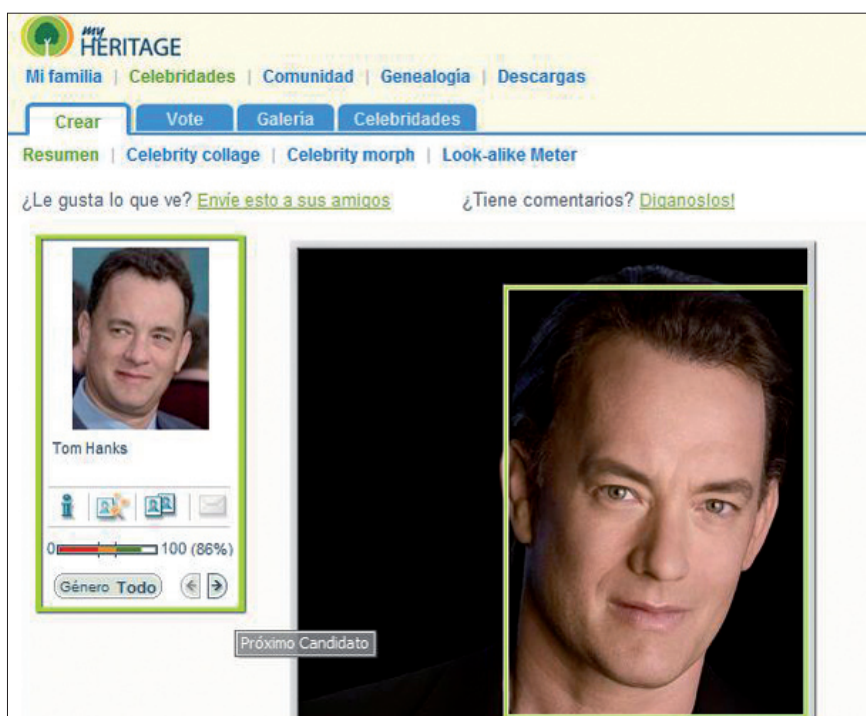 my
HERITAGE
Mi familia | Celebridades | Comunidad | Genealogía | Descargas
Crear Vote Galeria Celebridades
Resumen | Celebrity collage | Celebrity morph | Look-alike Meter
¿Le gusta lo que ve? Envíe esto a sus amigos ¿Tiene comentarios? Diganoslos!
Tom Hanks
0 100 (86%)
Género Todo
Próximo Candidato